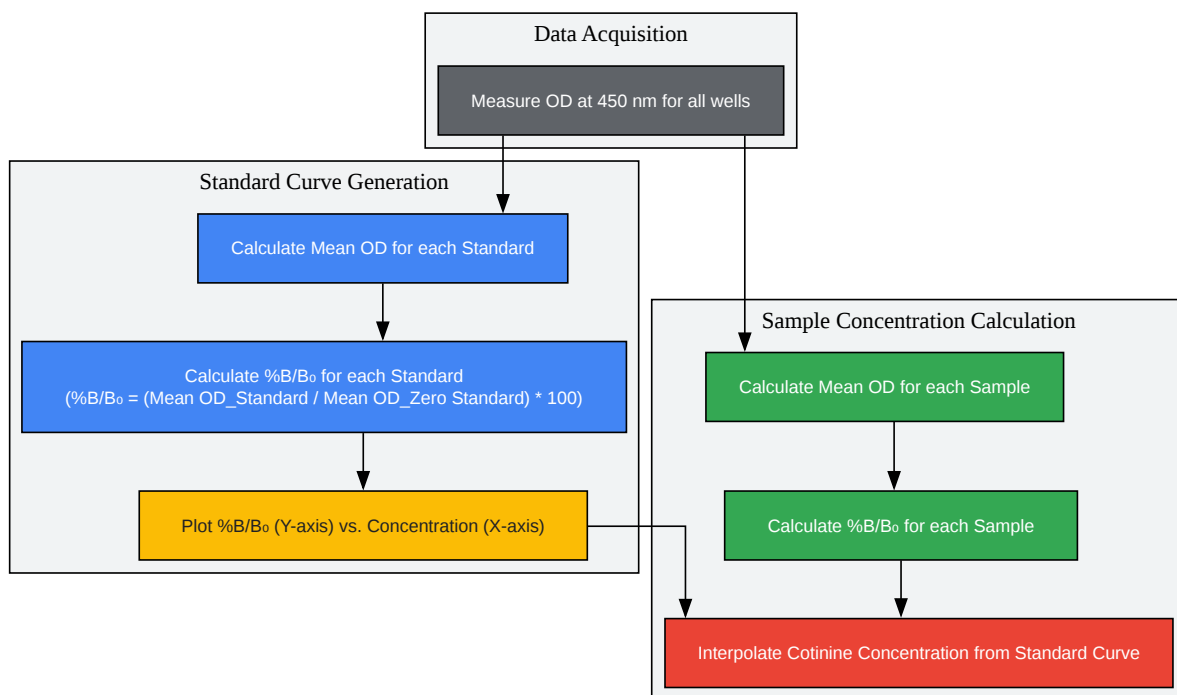 Data Acquisition
Measure OD at 450 nm for all wells
Standard Curve Generation
Calculate Mean OD for each Standard
Calculate %B/B₀ for each Standard
(%B/B₀ = (Mean OD_Standard / Mean OD_Zero Standard) * 100)
Plot %B/B₀ (Y-axis) vs. Concentration (X-axis)
Sample Concentration Calculation
Calculate Mean OD for each Sample
Calculate %B/B₀ for each Sample
Interpolate Cotinine Concentration from Standard Curve